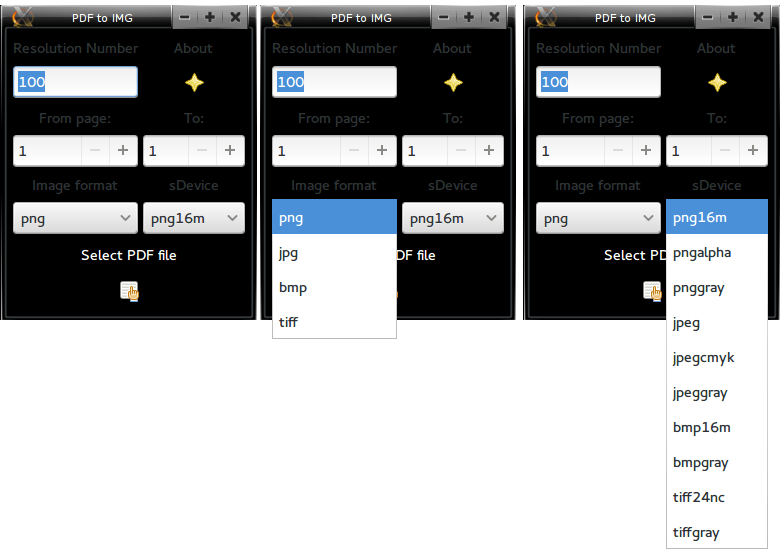 PDF to IMG
Resolution Number About
100
From page: To:
1 1
Image format sDevice
png png16m
Select PDF file
PDF to IMG
Resolution Number About
100
From page: To:
1 1
Image format sDevice
png png16m
jpg
DF file
bmp
tiff
PDF to IMG
Resolution Number About
100
From page: To:
1 1
Image format sDevice
png png16m
Select PD
pngalpha
pnggray
jpeg
jpegcmyk
jpeggray
bmp16m
bmpgray
tiff24nc
tiffgray